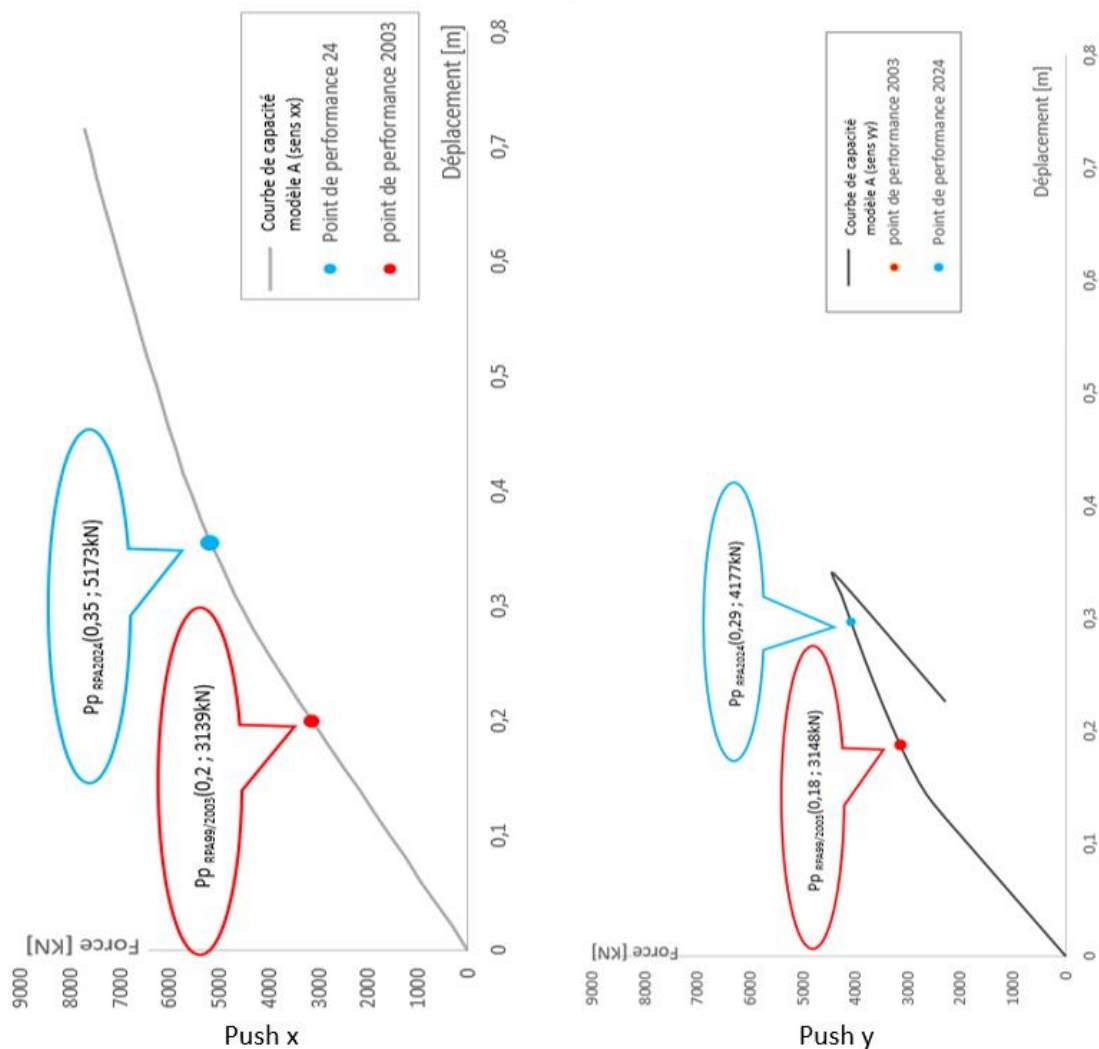 9000
8000
7000
6000
5000
4000
3000
2000
1000
0
Force [KN]
0
0,1
0,2
0,3
0,4
0,5
0,6
0,7
0,8
Déplacement [m]
Pp RPA99/2003(0,2 ; 3139kN)
Pp RPA2024(0,35 ; 5173kN)
Courbe de capacité
modèle A (sens xx)
Point de performance 24
point de performance 2003
Push x
9000
8000
7000
6000
5000
4000
3000
2000
1000
0
Force [KN]
0
0,1
0,2
0,3
0,4
0,5
0,6
0,7
0,8
Déplacement [m]
Pp RPA99/2003(0,18 ; 3148kN)
Pp RPA2024(0,29 ; 4177kN)
Courbe de capacité
modèle A (sens yy)
point de performance 2003
Point de performance 2024
Push y